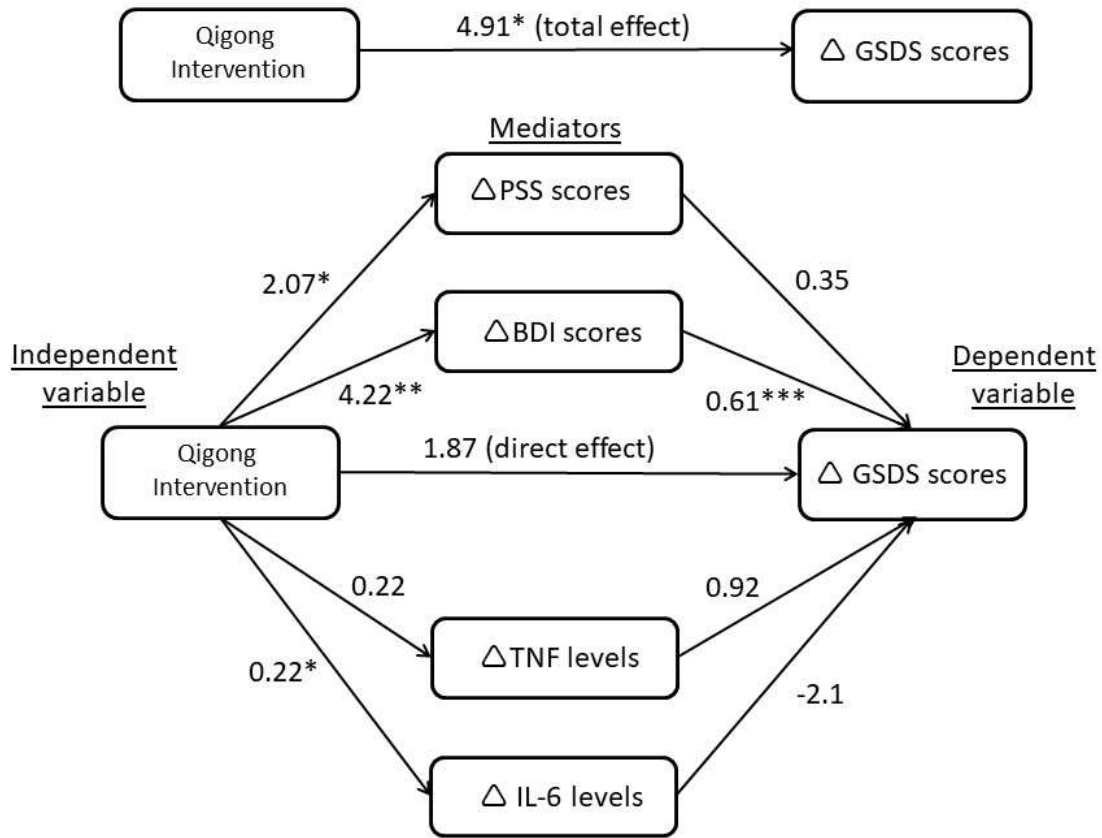 Qigong
Intervention
4.91* (total effect)
△ GSDS scores
Mediators
△PSS scores
2.07*
0.35
△BDI scores
Independent
variable
4.22**
0.61***
Dependent
variable
Qigong
Intervention
1.87 (direct effect)
△ GSDS scores
0.22
0.92
△TNF levels
0.22*
-2.1
△ IL-6 levels